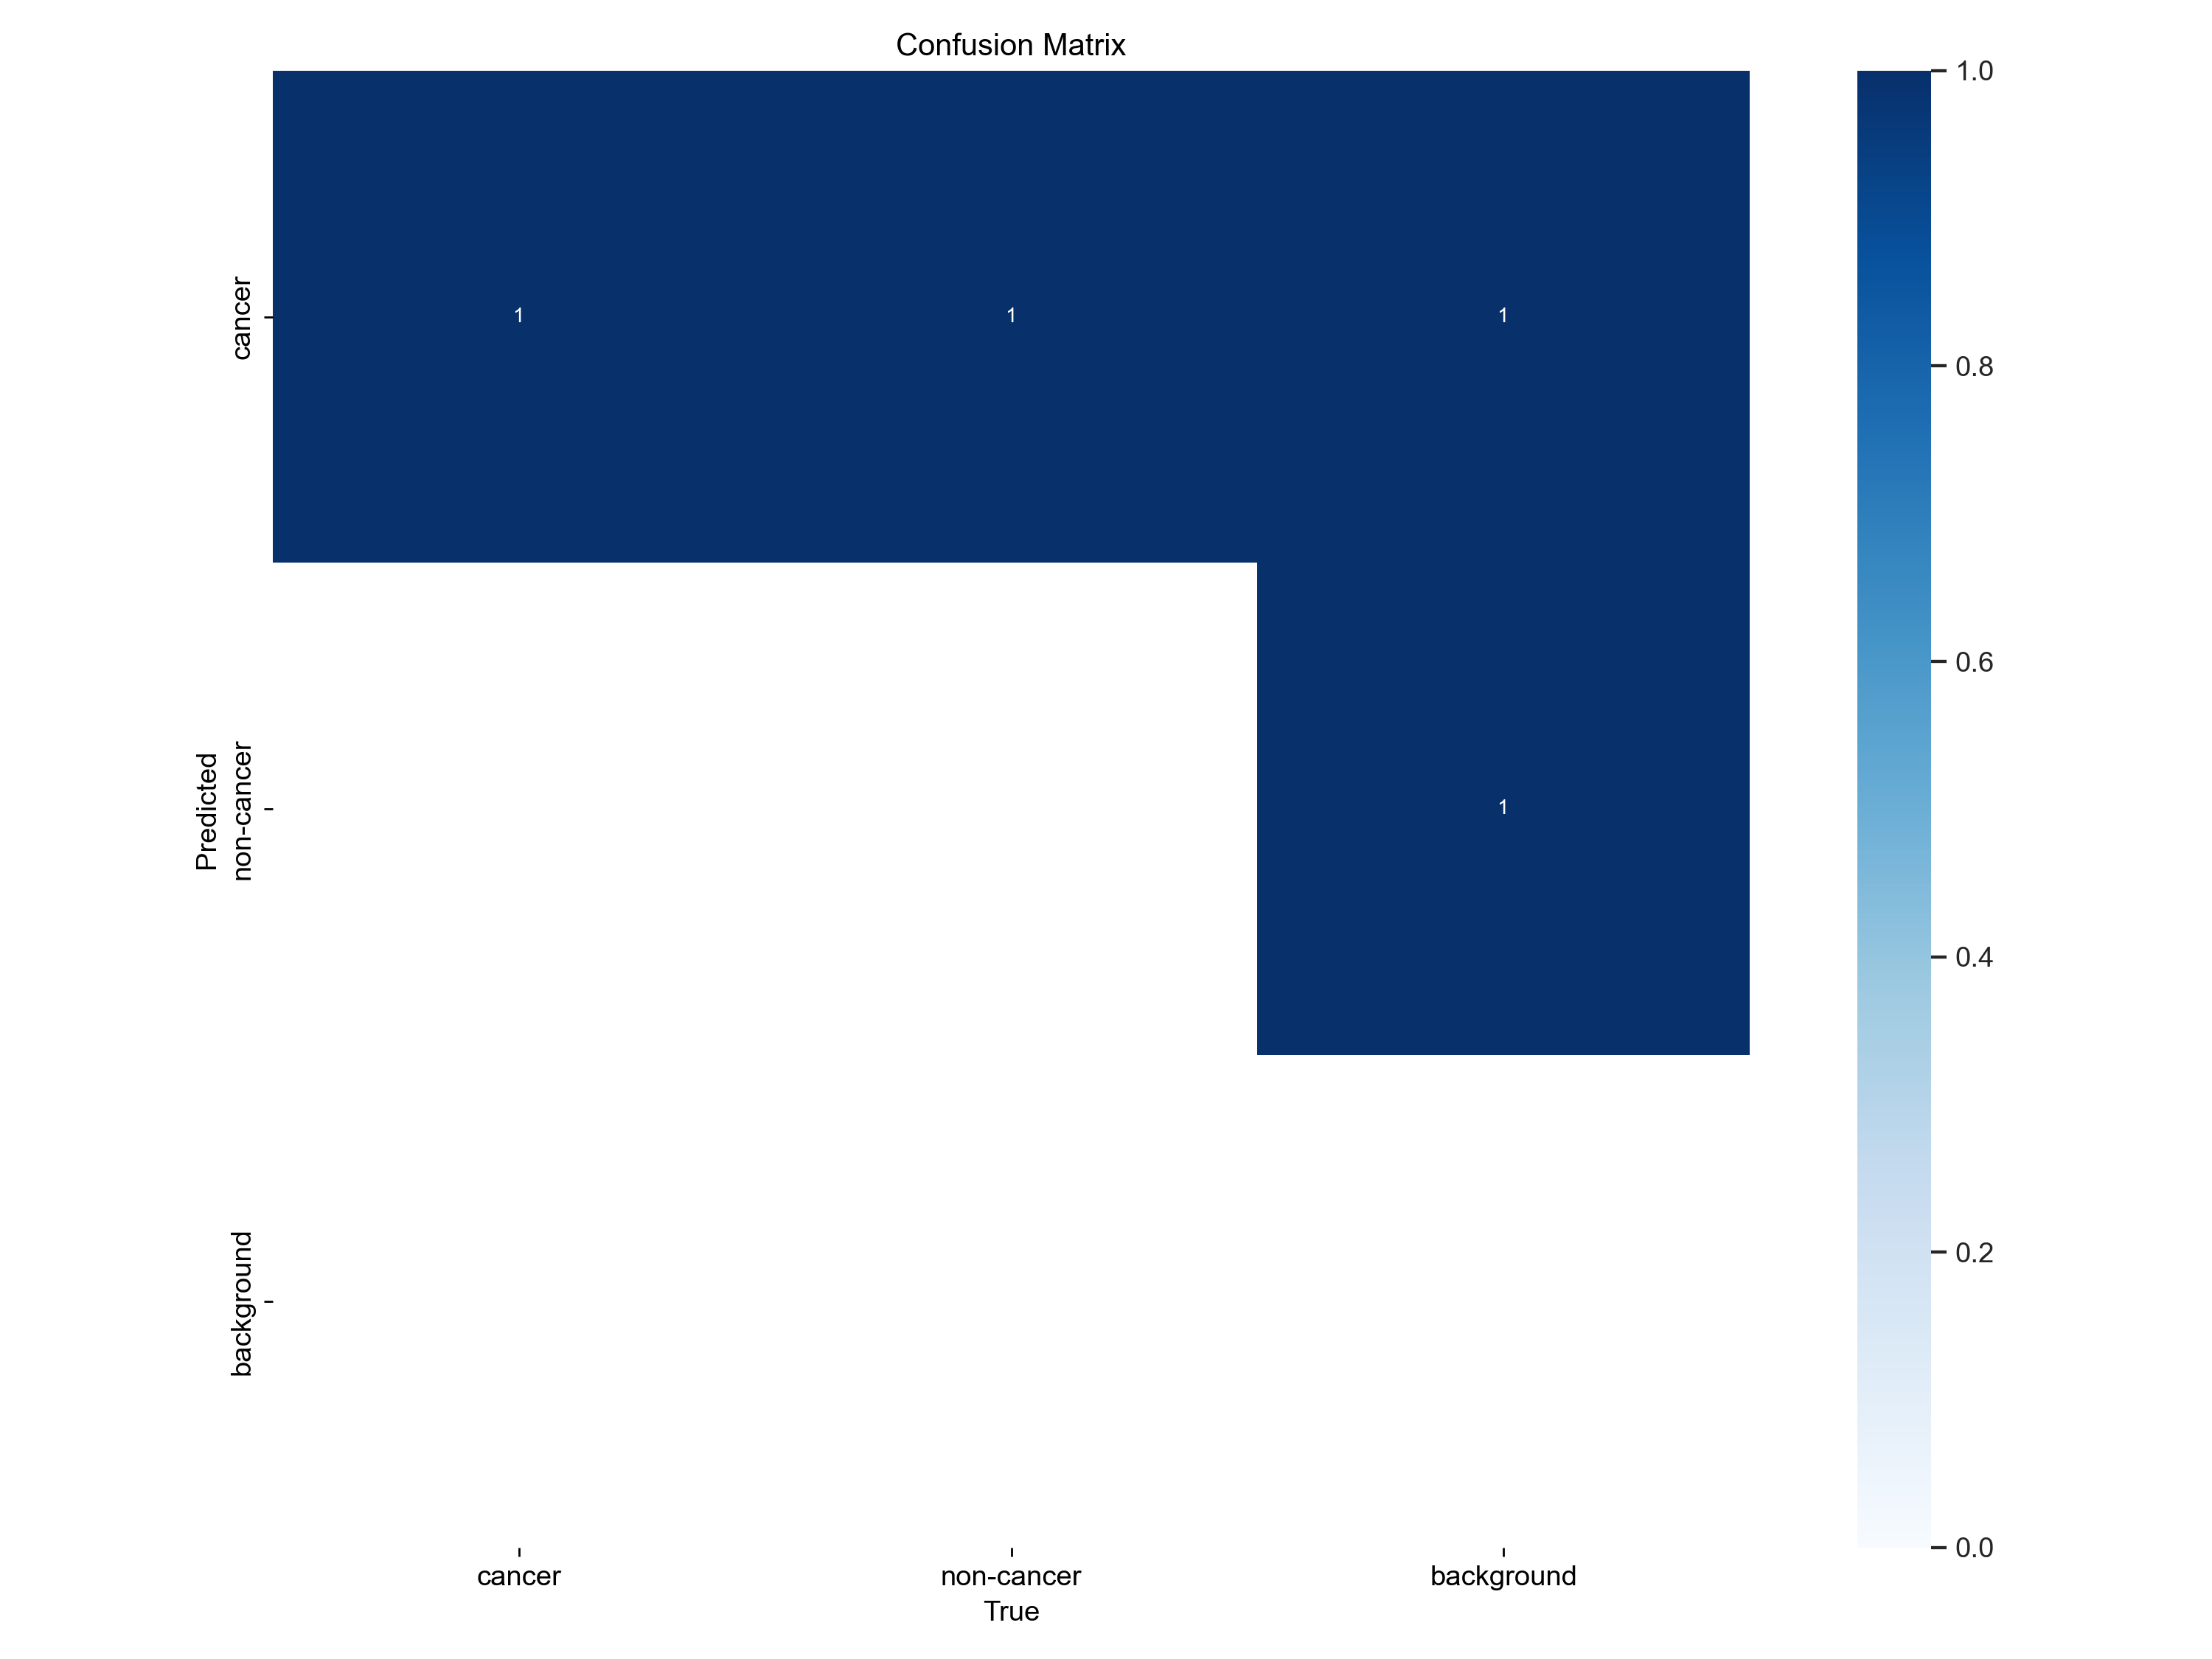 Confusion Matrix
cancer
non-cancer
background
Predicted
1 1 1
1
cancer non-cancer background
True
1.0
0.8
0.6
0.4
0.2
0.0